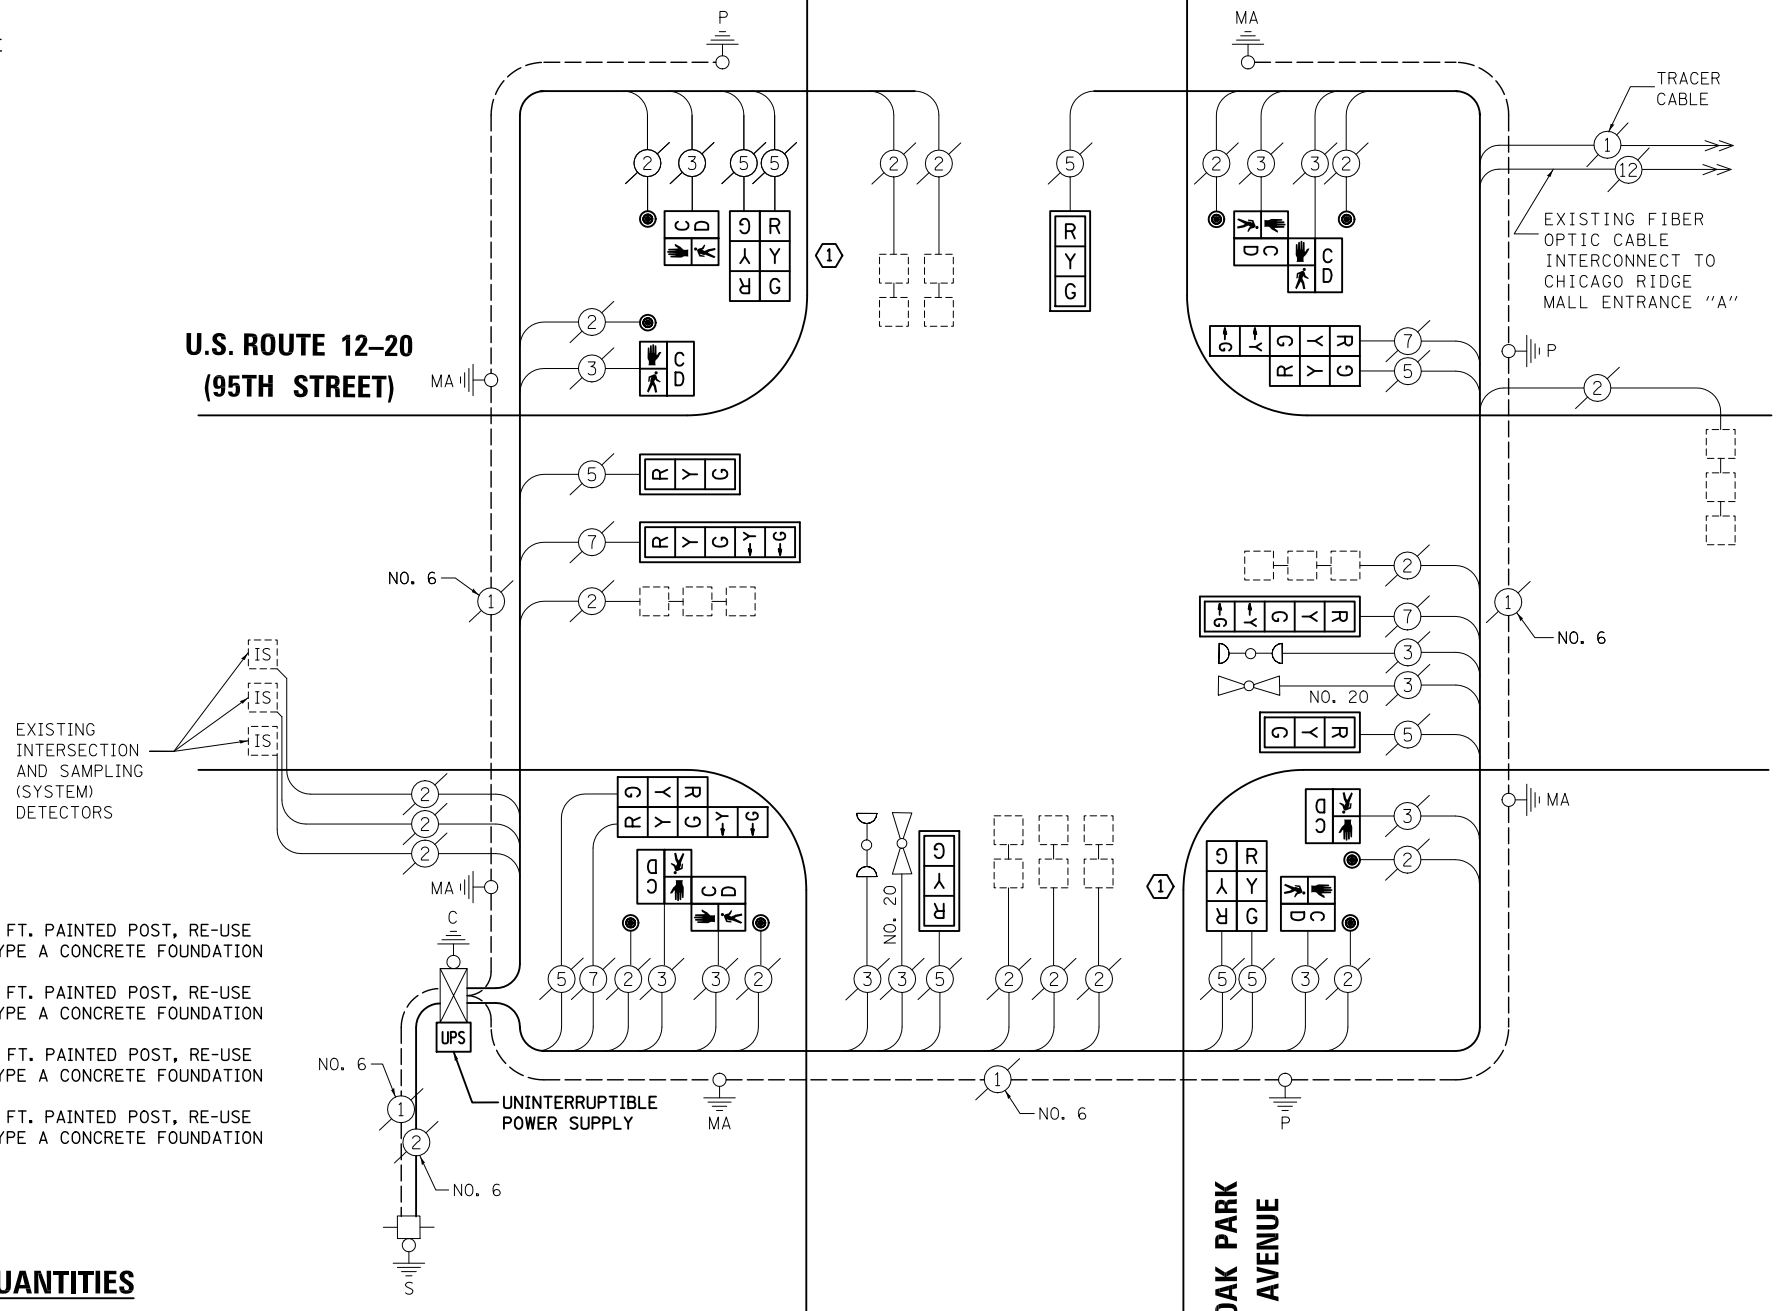 P
MA
TRACER
CABLE
1
12
2 3 5 5 2 2 5 2 3 3 2
EXISTING FIBER
OPTIC CABLE
INTERCONNECT TO
CHICAGO RIDGE
MALL ENTRANCE "A"
C D
G R
Y Y
R G
1
R
Y
G
C D
C D
U.S. ROUTE 12-20
(95TH STREET)
MA
2
3
C D
G Y G Y R
R Y G
7
5
P
2
5
R Y G
7
R Y G Y G
2
NO. 6
1
2
7
G Y G Y R
3
3
NO. 20
5
G Y R
1
NO. 6
IS
IS
IS
EXISTING
INTERSECTION
AND SAMPLING
(SYSTEM)
DETECTORS
2
2
2
MA
G Y R
R Y G Y G
C D
C D
5 7 2 3 3 2
NO. 20
G
Y
R
3 3 5 2 2 2
MA
C D
3
2
1
G R
Y Y
R G
C D
5 5 3 2
FT. PAINTED POST, RE-USE
YPE A CONCRETE FOUNDATION
FT. PAINTED POST, RE-USE
YPE A CONCRETE FOUNDATION
FT. PAINTED POST, RE-USE
YPE A CONCRETE FOUNDATION
FT. PAINTED POST, RE-USE
YPE A CONCRETE FOUNDATION
C
UPS
UNINTERRUPTIBLE
POWER SUPPLY
NO. 6
1
2
NO. 6
S
MA
1
NO. 6
P
OAK PARK
AVENUE
UANTITIES